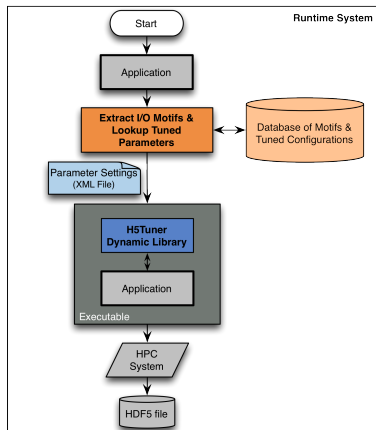 Runtime System
Start
Application
Extract I/O Motifs &
Lookup Tuned
Parameters
Database of Motifs &
Tuned Configurations
Parameter Settings
(XML File)
H5Tuner
Dynamic Library
Application
Executable
HPC
System
HDF5 file